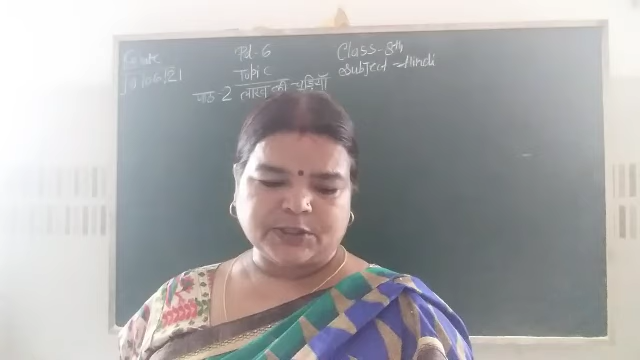 Date
Pd-6
Class-8th
Subject-Hindi
Topic
पाठ-2 लाख की चूड़ियाँ